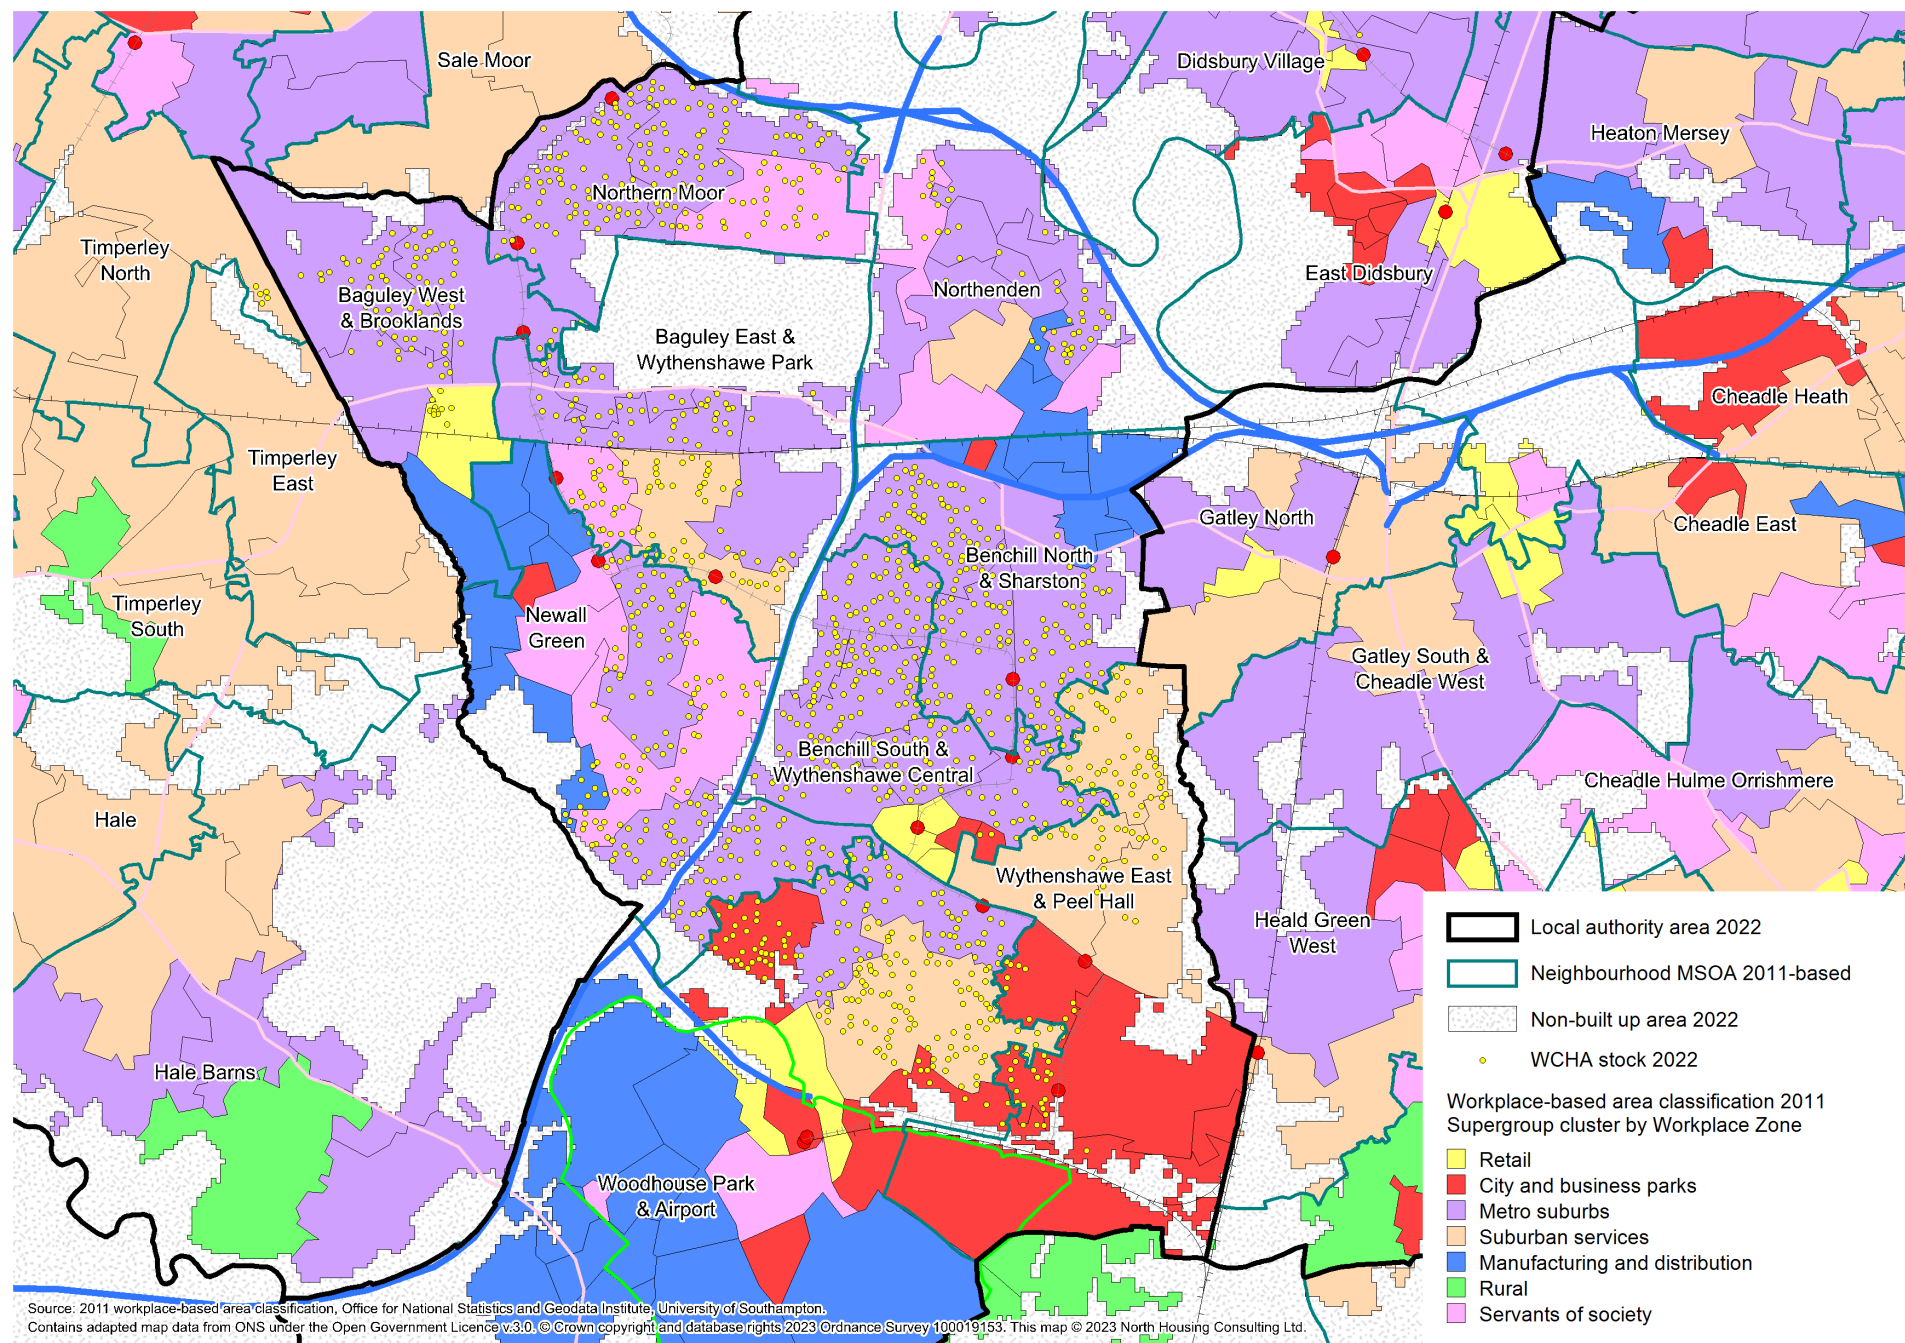 Sale Moor
Didsbury Village
Heaton Mersey
Northern Moor
Timperley
North
Baguley West
& Brooklands
Northenden
East Didsbury
Baguley East &
Wythenshawe Park
Cheadle Heath
Timperley
East
Gatley North
Cheadle East
Benchill North
& Sharston
Timperley
South
Newall
Green
Gatley South &
Cheadle West
Benchill South &
Wythenshawe Central
Cheadle Hulme Orrishmere
Hale
Wythenshawe East
& Peel Hall
Heald Green
West
Hale Barns
Woodhouse Park
& Airport
Local authority area 2022
Neighbourhood MSOA 2011-based
Non-built up area 2022
WCHA stock 2022
Workplace-based area classification 2011
Supergroup cluster by Workplace Zone
Retail
City and business parks
Metro suburbs
Suburban services
Manufacturing and distribution
Rural
Servants of society
Source: 2011 workplace-based area classification, Office for National Statistics and Geodata Institute, University of Southampton.
Contains adapted map data from ONS under the Open Government Licence v.3.0. © Crown copyright and database rights 2023 Ordnance Survey 100019153. This map © 2023 North Housing Consulting Ltd.